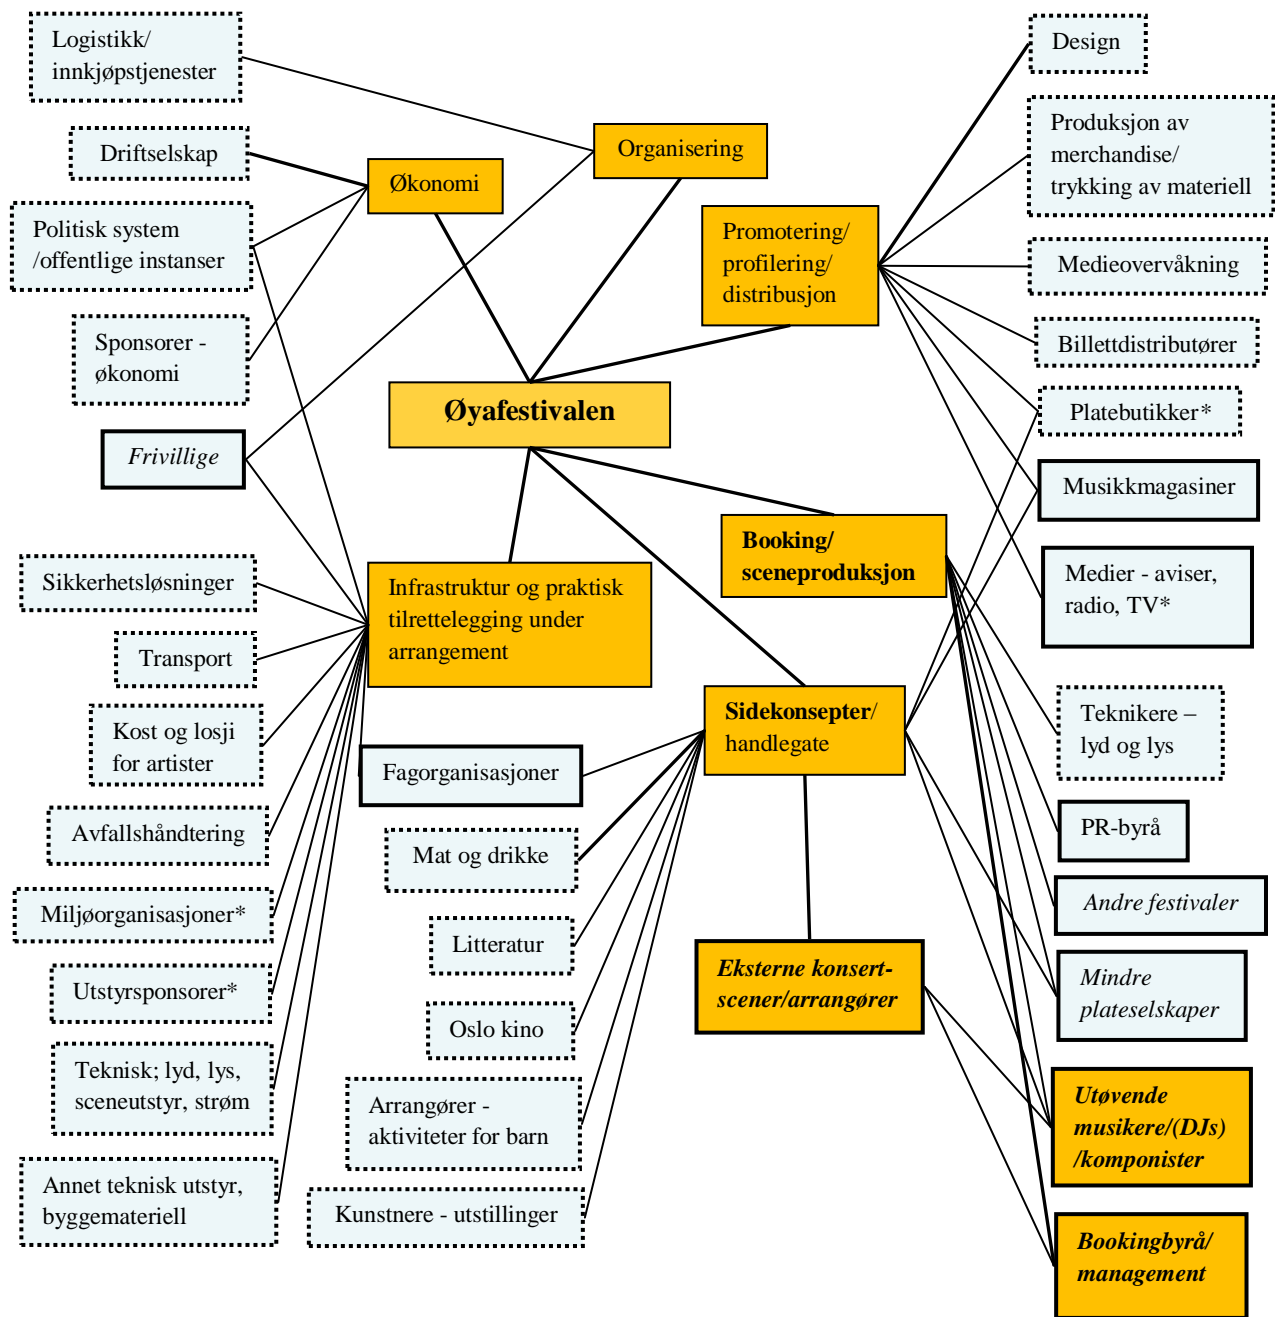 Logistikk/
innkjøpstjenester
Design
Driftselskap
Økonomi
Organisering
Produksjon av
merchandise/
trykking av materiell
Politisk system
/offentlige instanser
Promotering/
profilering/
distribusjon
Medieovervåkning
Sponsorer -
økonomi
Billettdistributører
Øyafestivalen
Platebutikker*
Frivillige
Musikkmagasiner
Booking/
sceneproduksjon
Medier - aviser,
radio, TV*
Sikkerhetsløsninger
Infrastruktur og praktisk
tilrettelegging under
arrangement
Transport
Sidekonsepter/
handlegate
Teknikere –
lyd og lys
Kost og losji
for artister
Fagorganisasjoner
Avfallshåndtering
Mat og drikke
PR-byrå
Miljøorganisasjoner*
Litteratur
Andre festivaler
Utstyrsponsorer*
Eksterne konsert-
scener/arrangører
Mindre
plateselskaper
Oslo kino
Teknisk; lyd, lys,
sceneutstyr, strøm
Arrangører -
aktiviteter for barn
Utøvende
musikere/(DJs)
/komponister
Annet teknisk utstyr,
byggemateriell
Kunstnere - utstillinger
Bookingbyrå/
management